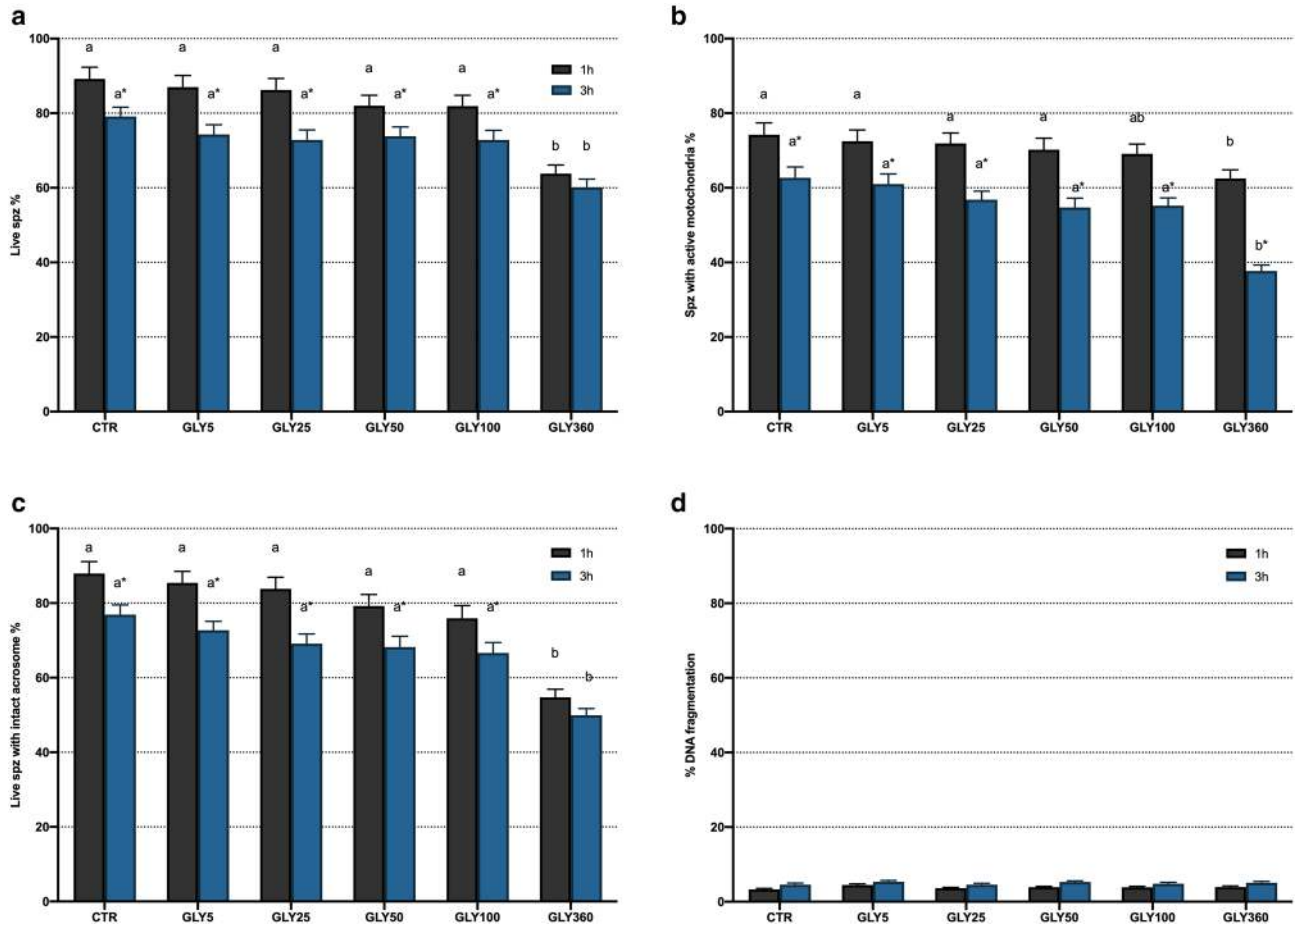 a
100
80
60
40
20
0
Live spz %
a a a a a b
a* a* a* a* a* b
1h
3h
CTR GLY5 GLY25 GLY50 GLY100 GLY360
b
100
80
60
40
20
0
Spz with active motochondria %
a a a a ab b
a* a* a* a* a* b*
CTR GLY5 GLY25 GLY50 GLY100 GLY360
c
100
80
60
40
20
0
Live spz with intact acrosome %
a a a a a b
a* a* a* a* a* b
1h
3h
CTR GLY5 GLY25 GLY50 GLY100 GLY360
d
100
80
60
40
20
0
% DNA fragmentation
1h
3h
CTR GLY5 GLY25 GLY50 GLY100 GLY360